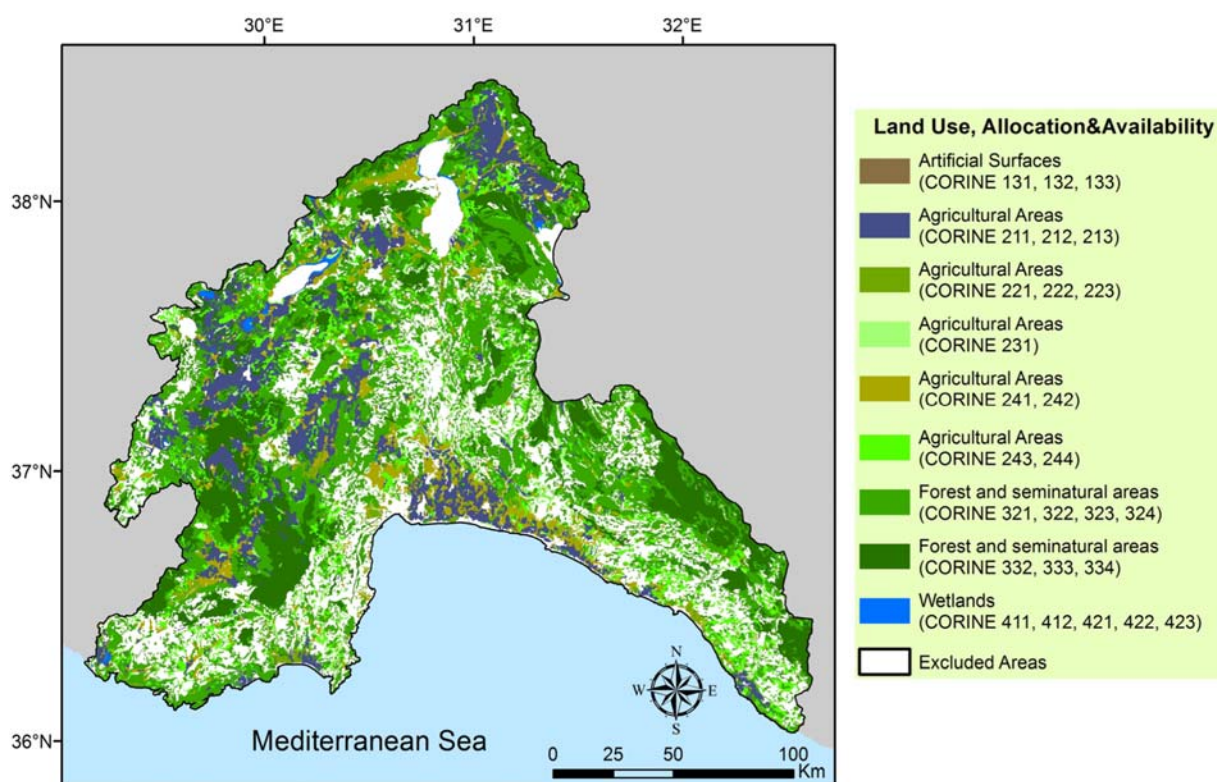 30°E
31°E
32°E
38°N
37°N
36°N
Land Use, Allocation&Availability
Artificial Surfaces
(CORINE 131, 132, 133)
Agricultural Areas
(CORINE 211, 212, 213)
Agricultural Areas
(CORINE 221, 222, 223)
Agricultural Areas
(CORINE 231)
Agricultural Areas
(CORINE 241, 242)
Agricultural Areas
(CORINE 243, 244)
Forest and seminatural areas
(CORINE 321, 322, 323, 324)
Forest and seminatural areas
(CORINE 332, 333, 334)
Wetlands
(CORINE 411, 412, 421, 422, 423)
Excluded Areas
N
W E
S
Mediterranean Sea
0 25 50 100
Km